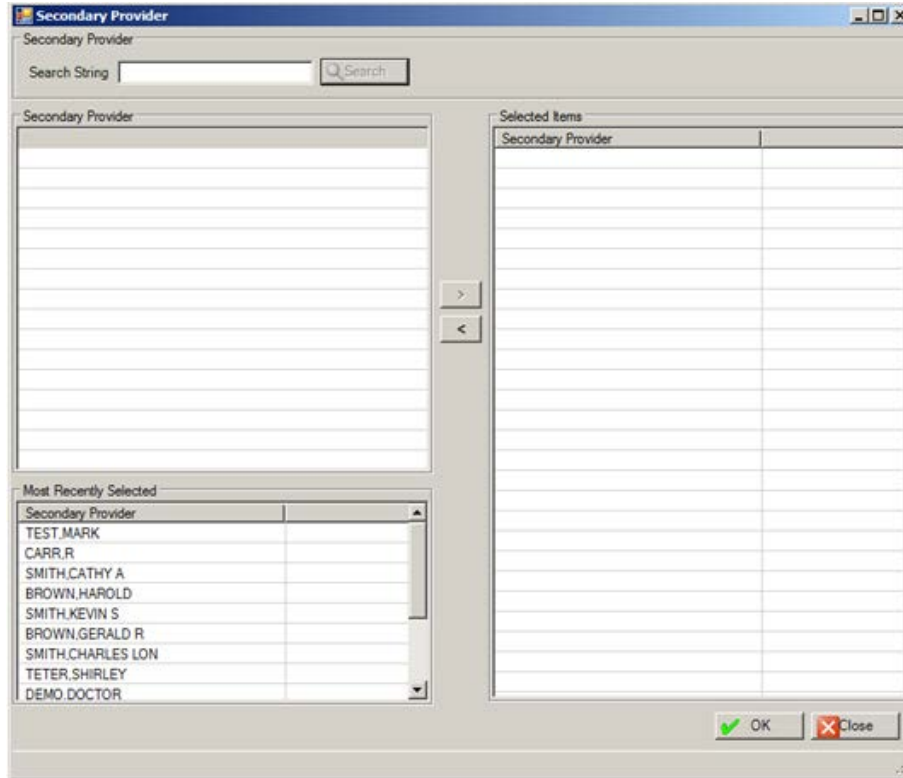 Secondary Provider
Secondary Provider
Search String
Search
Secondary Provider
Selected Items
Secondary Provider
>
<
Most Recently Selected
Secondary Provider
TEST,MARK
CARR,R
SMITH,CATHY A
BROWN,HAROLD
SMITH,KEVIN S
BROWN,GERALD R
SMITH,CHARLES LON
TETER,SHIRLEY
DEMO,DOCTOR
OK
Close